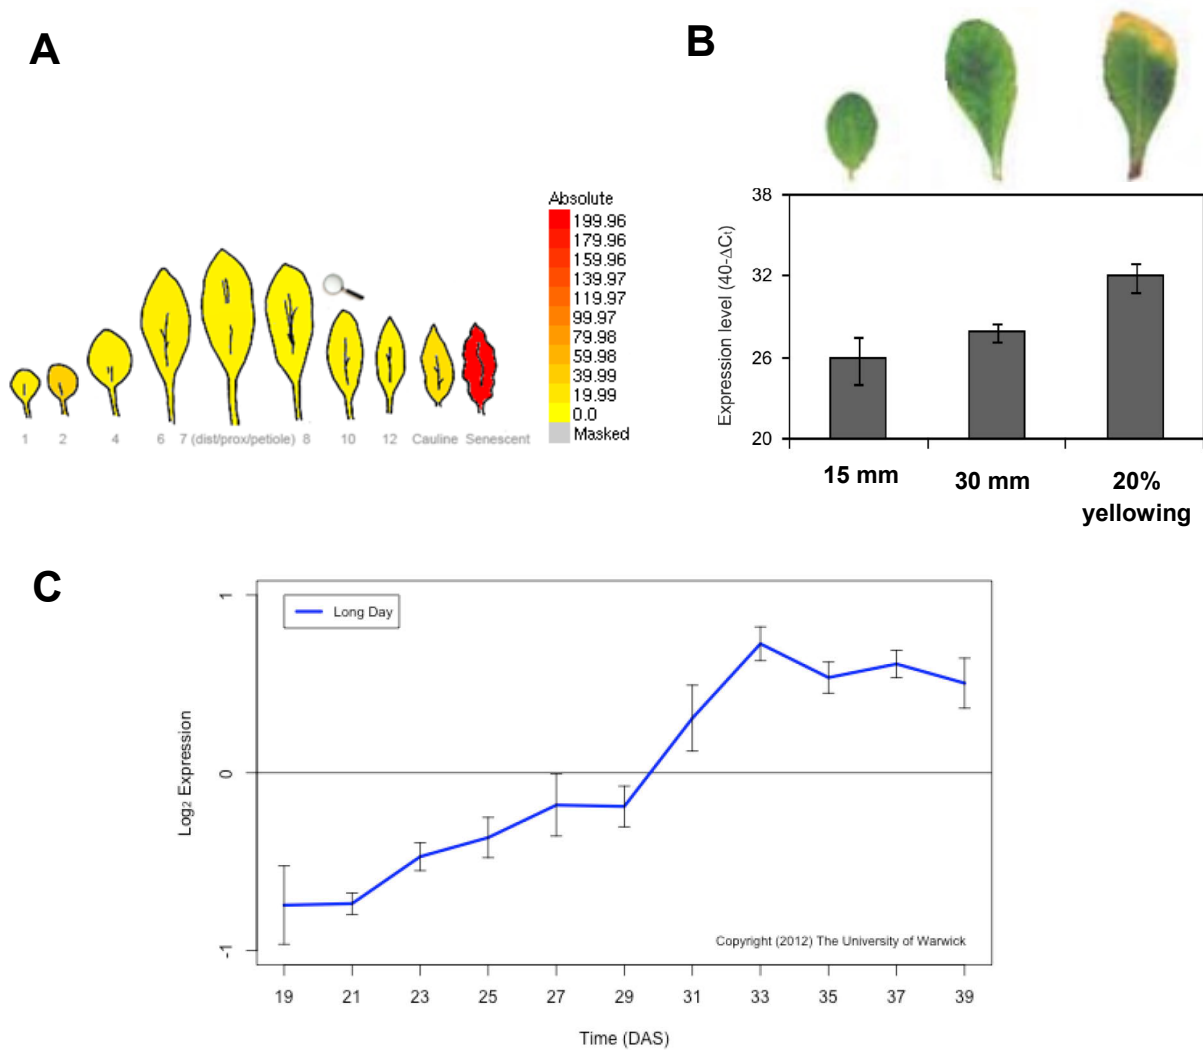 A
B
Absolute
199.96
179.96
159.96
139.97
119.97
99.97
79.98
59.98
39.99
19.99
0.0
Masked
1 2 4 6 7 (dist/prox/petiole) 8 10 12 Cauline Senescent
Expression level (40-ΔCt)
38
32
26
20
15 mm 30 mm 20%
yellowing
C
Long Day
Log2 Expression
1
0
-1
Copyright (2012) The University of Warwick
19 21 23 25 27 29 31 33 35 37 39
Time (DAS)